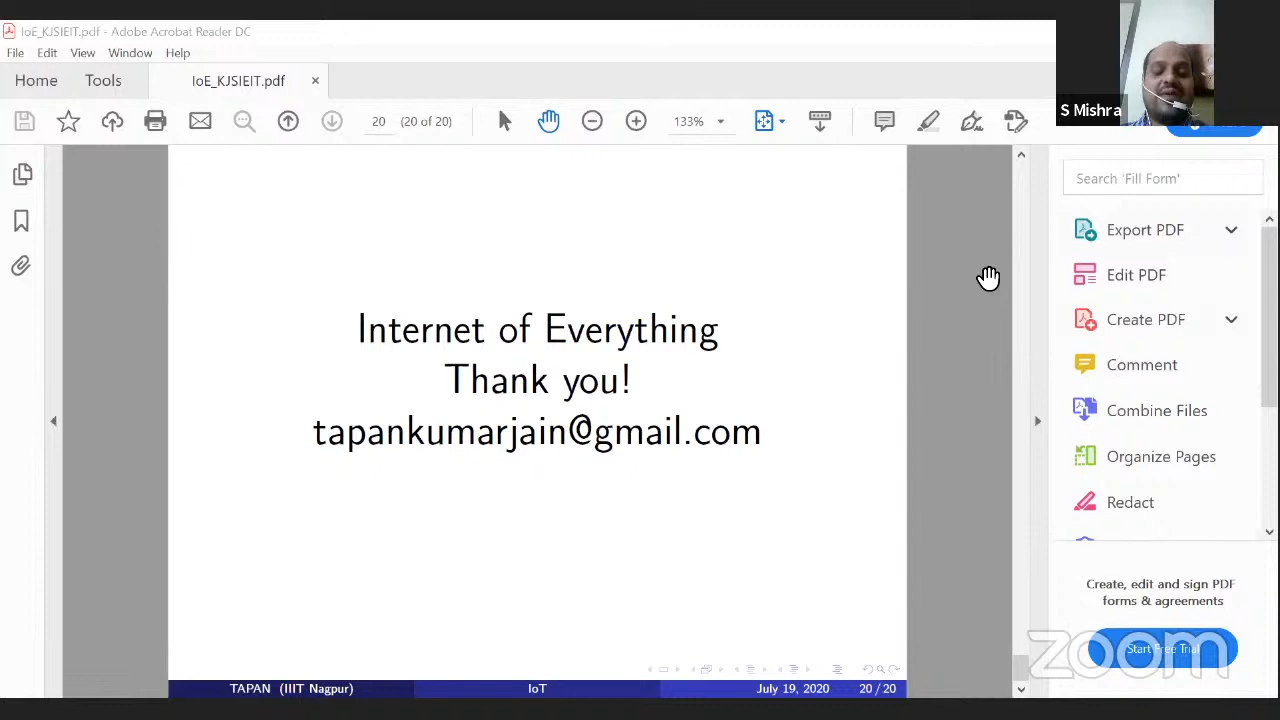 IoE_KJSIEIT.pdf - Adobe Acrobat Reader DC
File Edit View Window Help
Home Tools IoE_KJSIEIT.pdf ×
20 (20 of 20) 133%
S Mishra
Search 'Fill Form'
Export PDF
Edit PDF
Create PDF
Comment
Combine Files
Organize Pages
Redact
Create, edit and sign PDF
forms & agreements
Start Free Trial
zoom
Internet of Everything
Thank you!
tapankumarjain@gmail.com
TAPAN (IIIT Nagpur) IoT July 19, 2020 20 / 20